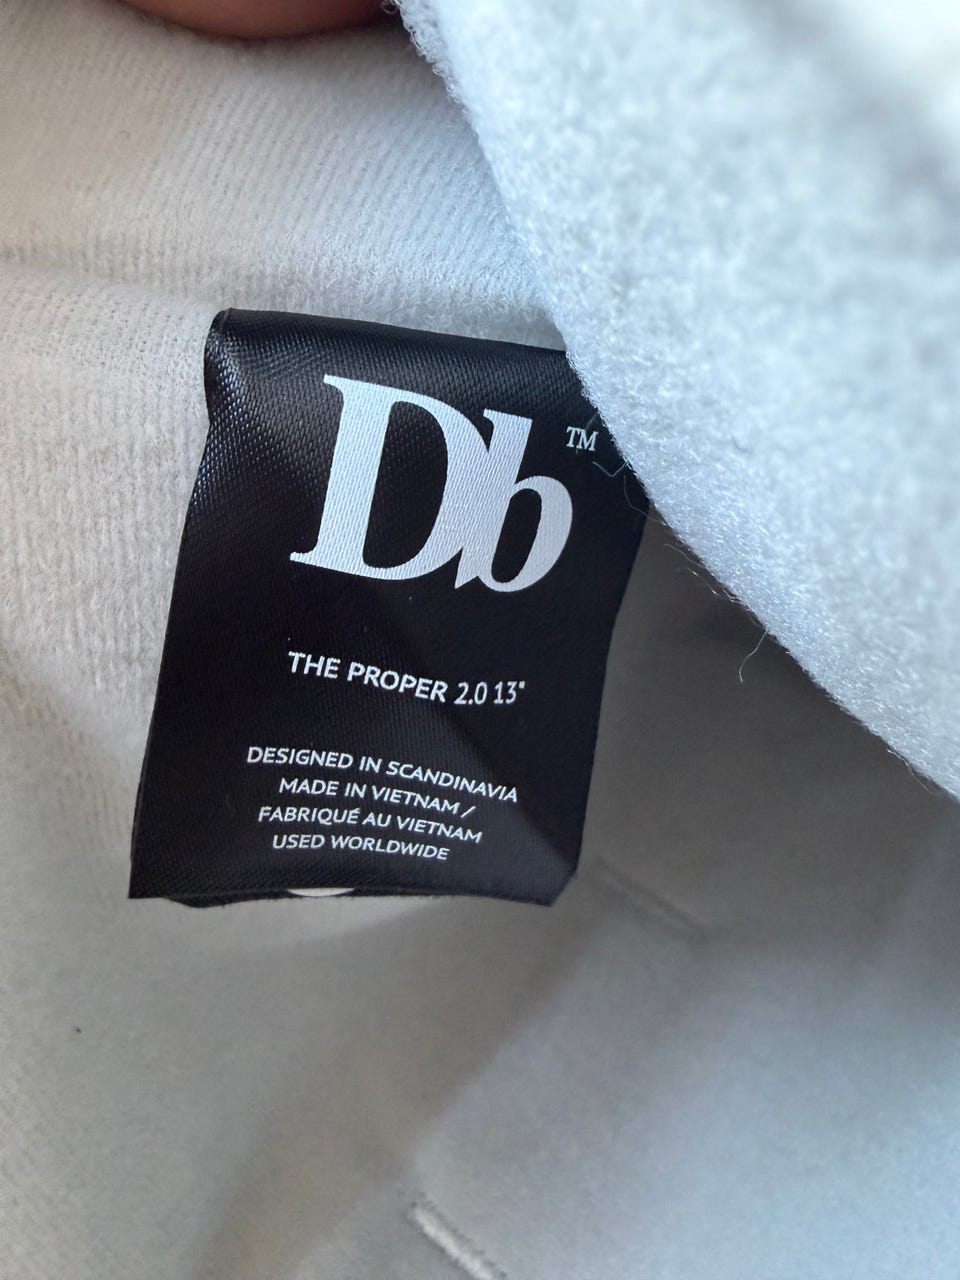 Db™
THE PROPER 2.0 13"
DESIGNED IN SCANDINAVIA
MADE IN VIETNAM /
FABRIQUÉ AU VIETNAM
USED WORLDWIDE